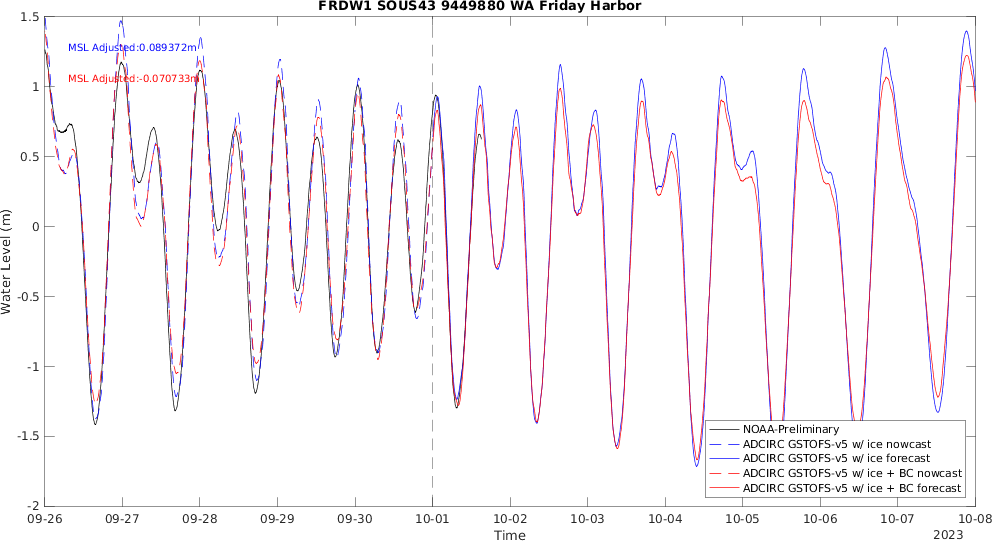 FRDW1 SOUS43 9449880 WA Friday Harbor
1.5
MSL Adjusted:0.089372m
MSL Adjusted:-0.070733m
1
0.5
0
-0.5
-1
-1.5
-2
Water Level (m)
NOAA-Preliminary
ADCIRC GSTOFS-v5 w/ ice nowcast
ADCIRC GSTOFS-v5 w/ ice forecast
ADCIRC GSTOFS-v5 w/ ice + BC nowcast
ADCIRC GSTOFS-v5 w/ ice + BC forecast
09-26 09-27 09-28 09-29 09-30 10-01 10-02 10-03 10-04 10-05 10-06 10-07 10-08
Time
2023